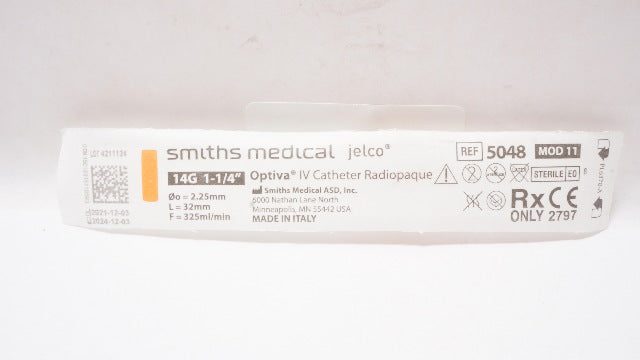 LOT 4211124
2021-12-03
2024-12-03
smiths medical jelco®
14G 1-1/4"
Øo = 2.25mm
L = 32mm
F = 325ml/min
Optiva® IV Catheter Radiopaque
Smiths Medical ASD, Inc.
6000 Nathan Lane North
Minneapolis, MN 55442 USA
MADE IN ITALY
REF 5048 MOD 11
STERILE EO
Rx CE
ONLY 2797